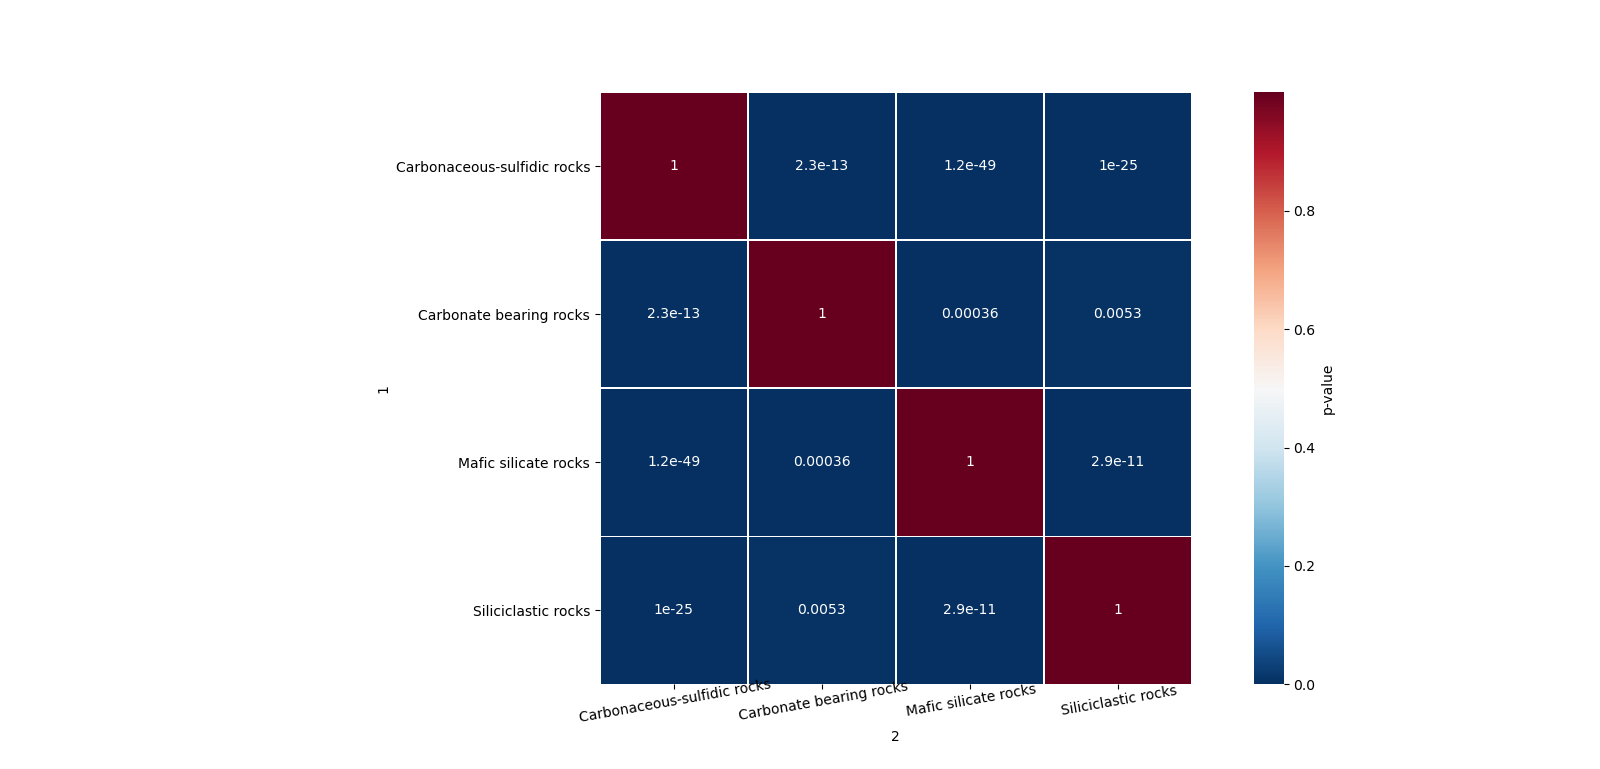 Carbonaceous-sulfidic rocks 1 2.3e-13 1.2e-49 1e-25
0.8
Carbonate bearing rocks 2.3e-13 1 0.00036 0.0053
0.6
1
p-value
0.4
Mafic silicate rocks 1.2e-49 0.00036 1 2.9e-11
0.2
Siliciclastic rocks 1e-25 0.0053 2.9e-11 1
0.0
Carbonaceous-sulfidic rocks Carbonate bearing rocks Mafic silicate rocks Siliciclastic rocks
2